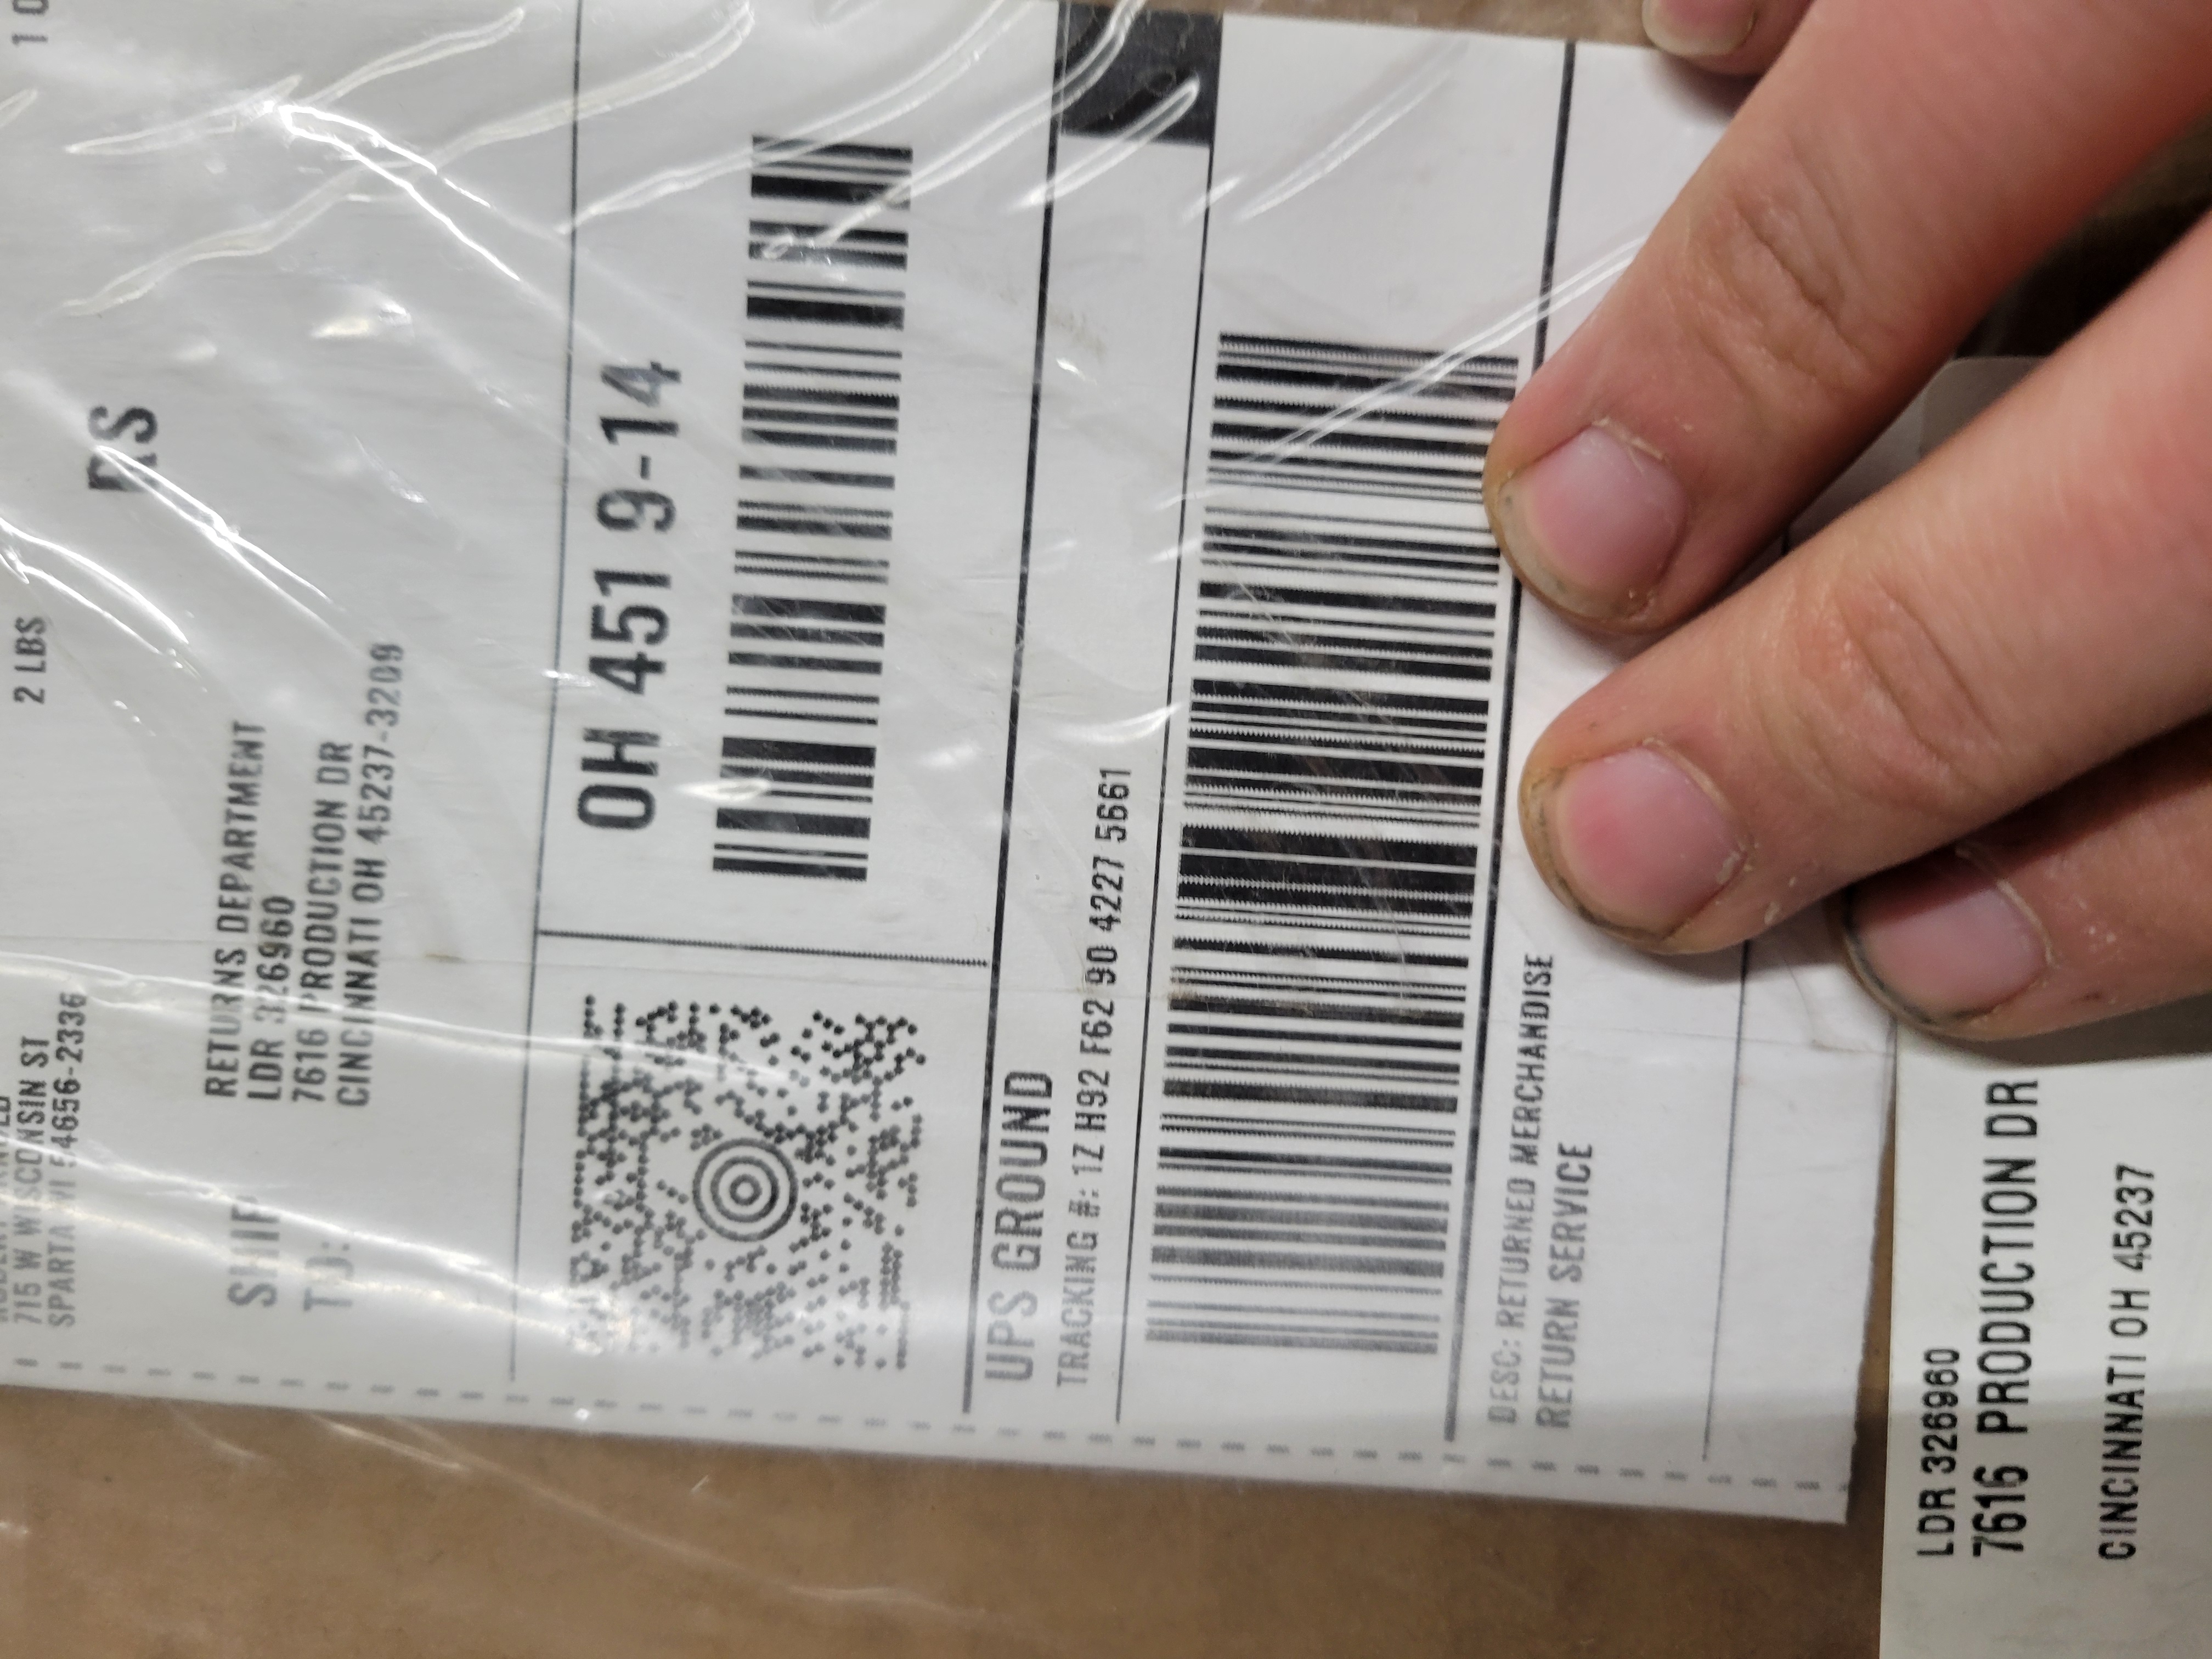 715 W WISCONSIN ST
SPARTA WI 54656-2336
2 LBS
1 O
RS
SHIP
TO:
RETURNS DEPARTMENT
LDR 326960
7616 PRODUCTION DR
CINCINNATI OH 45237-3209
OH 451 9-14
UPS GROUND
TRACKING #: 1Z H92 F62 90 4227 5661
DESC: RETURNED MERCHANDISE
RETURN SERVICE
LDR 326960
7616 PRODUCTION DR
CINCINNATI OH 45237